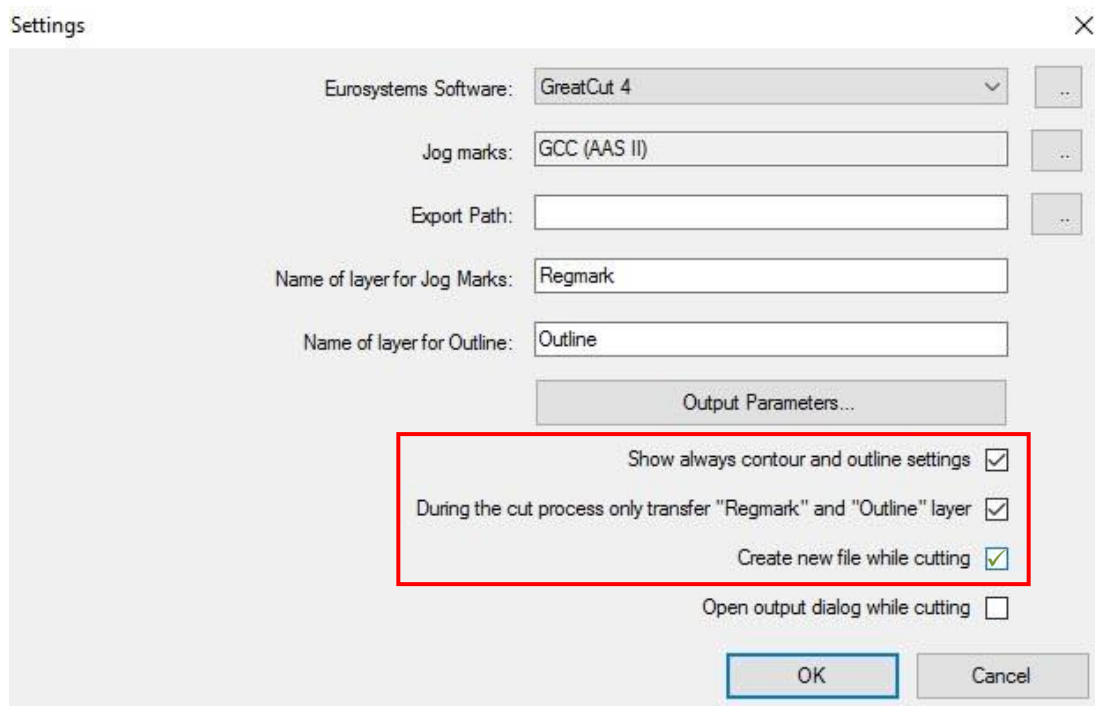 Settings
Eurosystems Software: GreatCut 4 ..
Jog marks: GCC (AAS II) ..
Export Path: ..
Name of layer for Jog Marks: Regmark
Name of layer for Outline: Outline
Output Parameters...
Show always contour and outline settings
During the cut process only transfer "Regmark" and "Outline" layer
Create new file while cutting
Open output dialog while cutting
OK Cancel